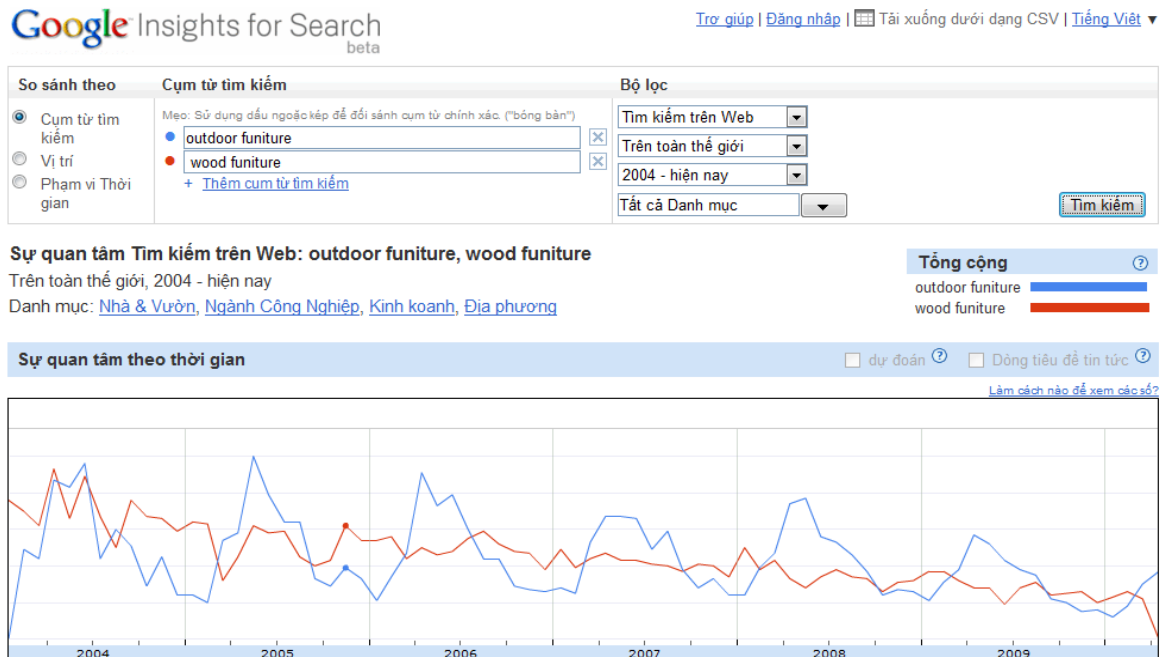 Google Insights for Search
beta
Trợ giúp | Đăng nhập | Tải xuống dưới dạng CSV | Tiếng Việt ▼
So sánh theo
Cụm từ tìm kiếm
Vị trí
Phạm vi Thời gian
Cụm từ tìm kiếm
Mẹo: Sử dụng dấu ngoặc kép để đối sánh cụm từ chính xác. ("bóng bàn")
outdoor funiture
wood funiture
+ Thêm cụm từ tìm kiếm
Bộ lọc
Tìm kiếm trên Web
Trên toàn thế giới
2004 - hiện nay
Tất cả Danh mục
Tìm kiếm
Sự quan tâm Tìm kiếm trên Web: outdoor funiture, wood funiture
Trên toàn thế giới, 2004 - hiện nay
Danh mục: Nhà & Vườn, Ngành Công Nghiệp, Kinh koanh, Địa phương
Tổng cộng
outdoor funiture
wood funiture
Sự quan tâm theo thời gian
dự đoán
Dòng tiêu đề tin tức
Làm cách nào để xem các số?
2004 2005 2006 2007 2008 2009